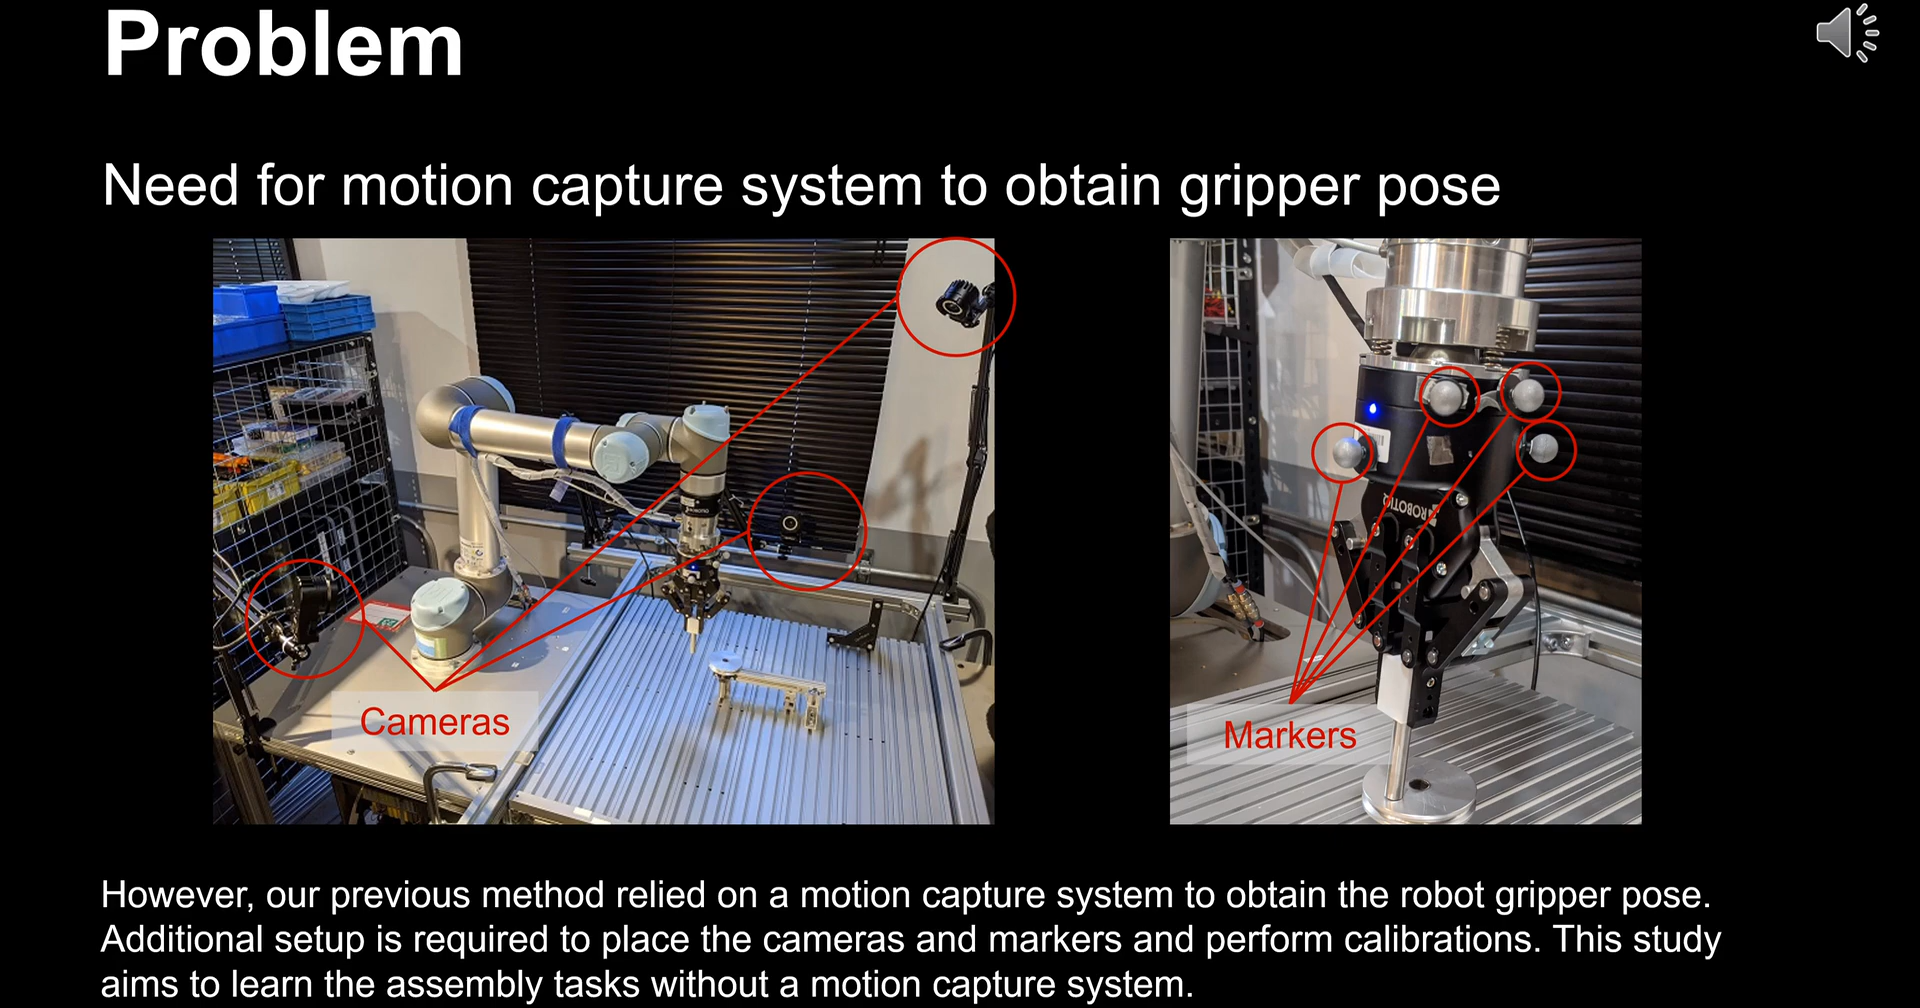 Problem
Need for motion capture system to obtain gripper pose
Cameras
ROBOTIQ
Markers
However, our previous method relied on a motion capture system to obtain the robot gripper pose.
Additional setup is required to place the cameras and markers and perform calibrations. This study
aims to learn the assembly tasks without a motion capture system.